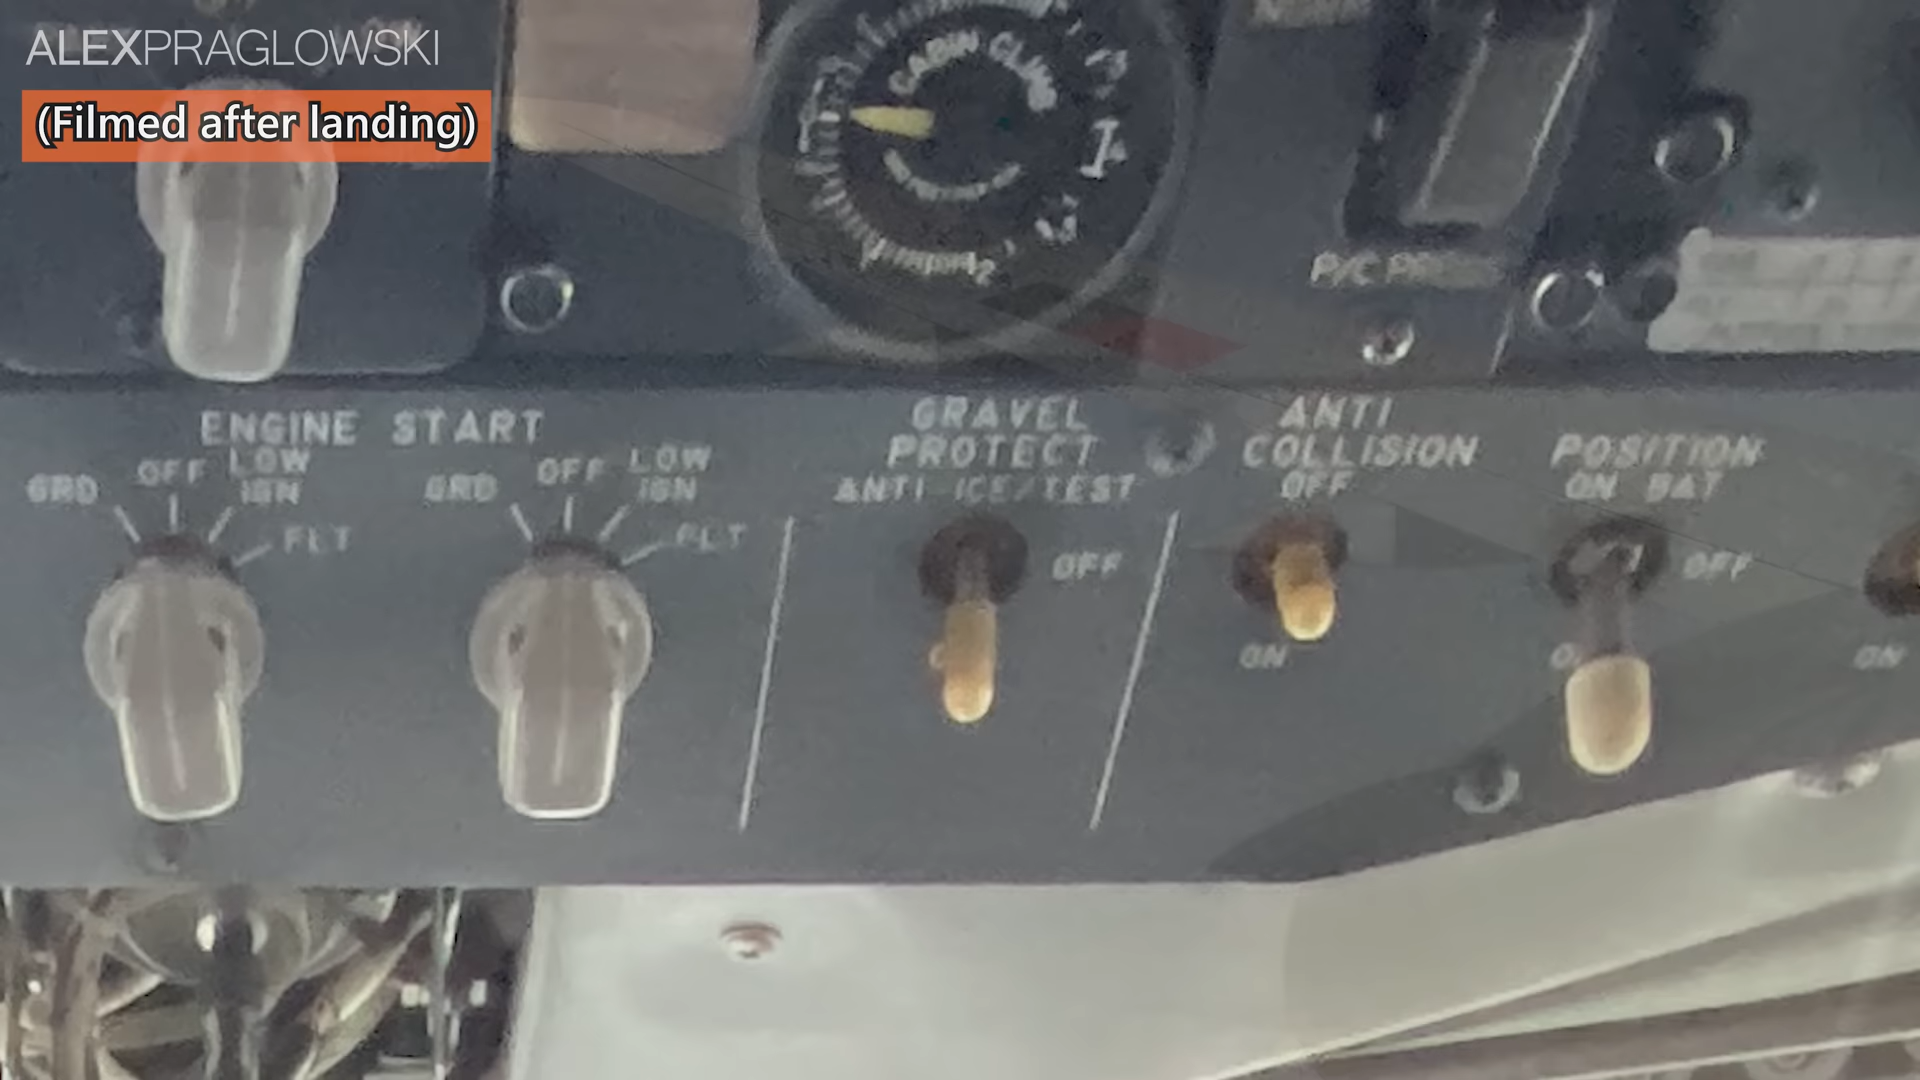 ALEXPRAGLOWSKI
(Filmed after landing)
CABIN CLIMB
P/C
ENGINE START
GRD OFF LOW IGN FLT
GRD OFF LOW IGN FLT
GRAVEL
PROTECT
ANTI-ICE/TEST
OFF
ANTI
COLLISION
OFF
ON
POSITION
ON BAT
OFF
ON